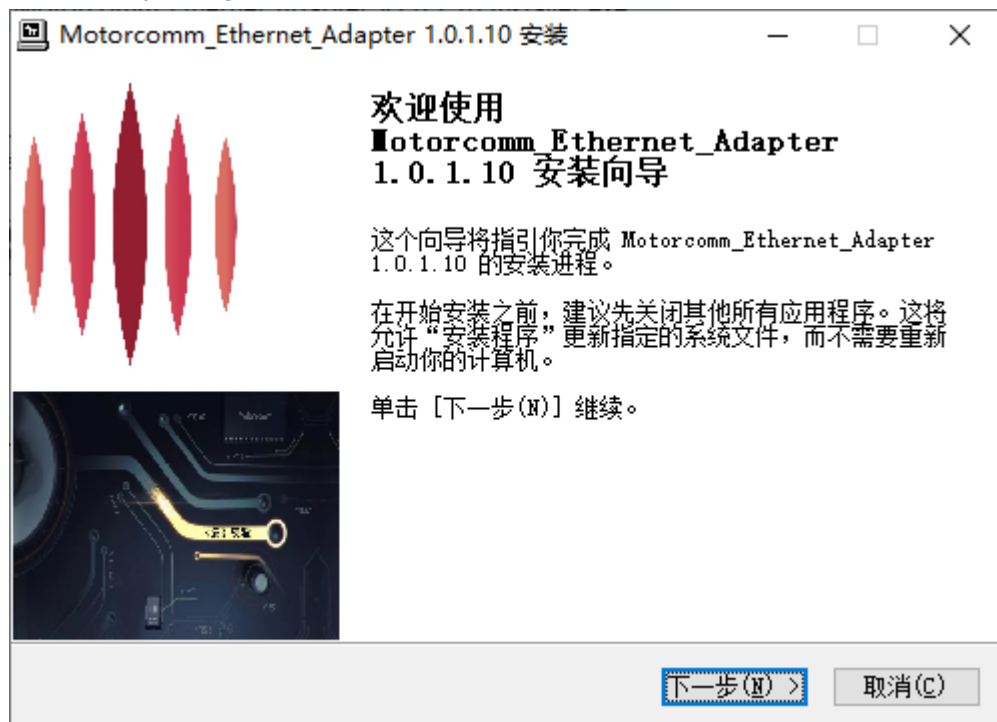 Motorcomm_Ethernet_Adapter 1.0.1.10 安装
欢迎使用
Motorcomm_Ethernet_Adapter
1.0.1.10 安装向导
这个向导将指引你完成 Motorcomm_Ethernet_Adapter
1.0.1.10 的安装进程。
在开始安装之前，建议先关闭其他所有应用程序。这将
允许“安装程序”更新指定的系统文件，而不需要重新
启动你的计算机。
单击 [下一步(N)] 继续。
下一步(N) >
取消(C)